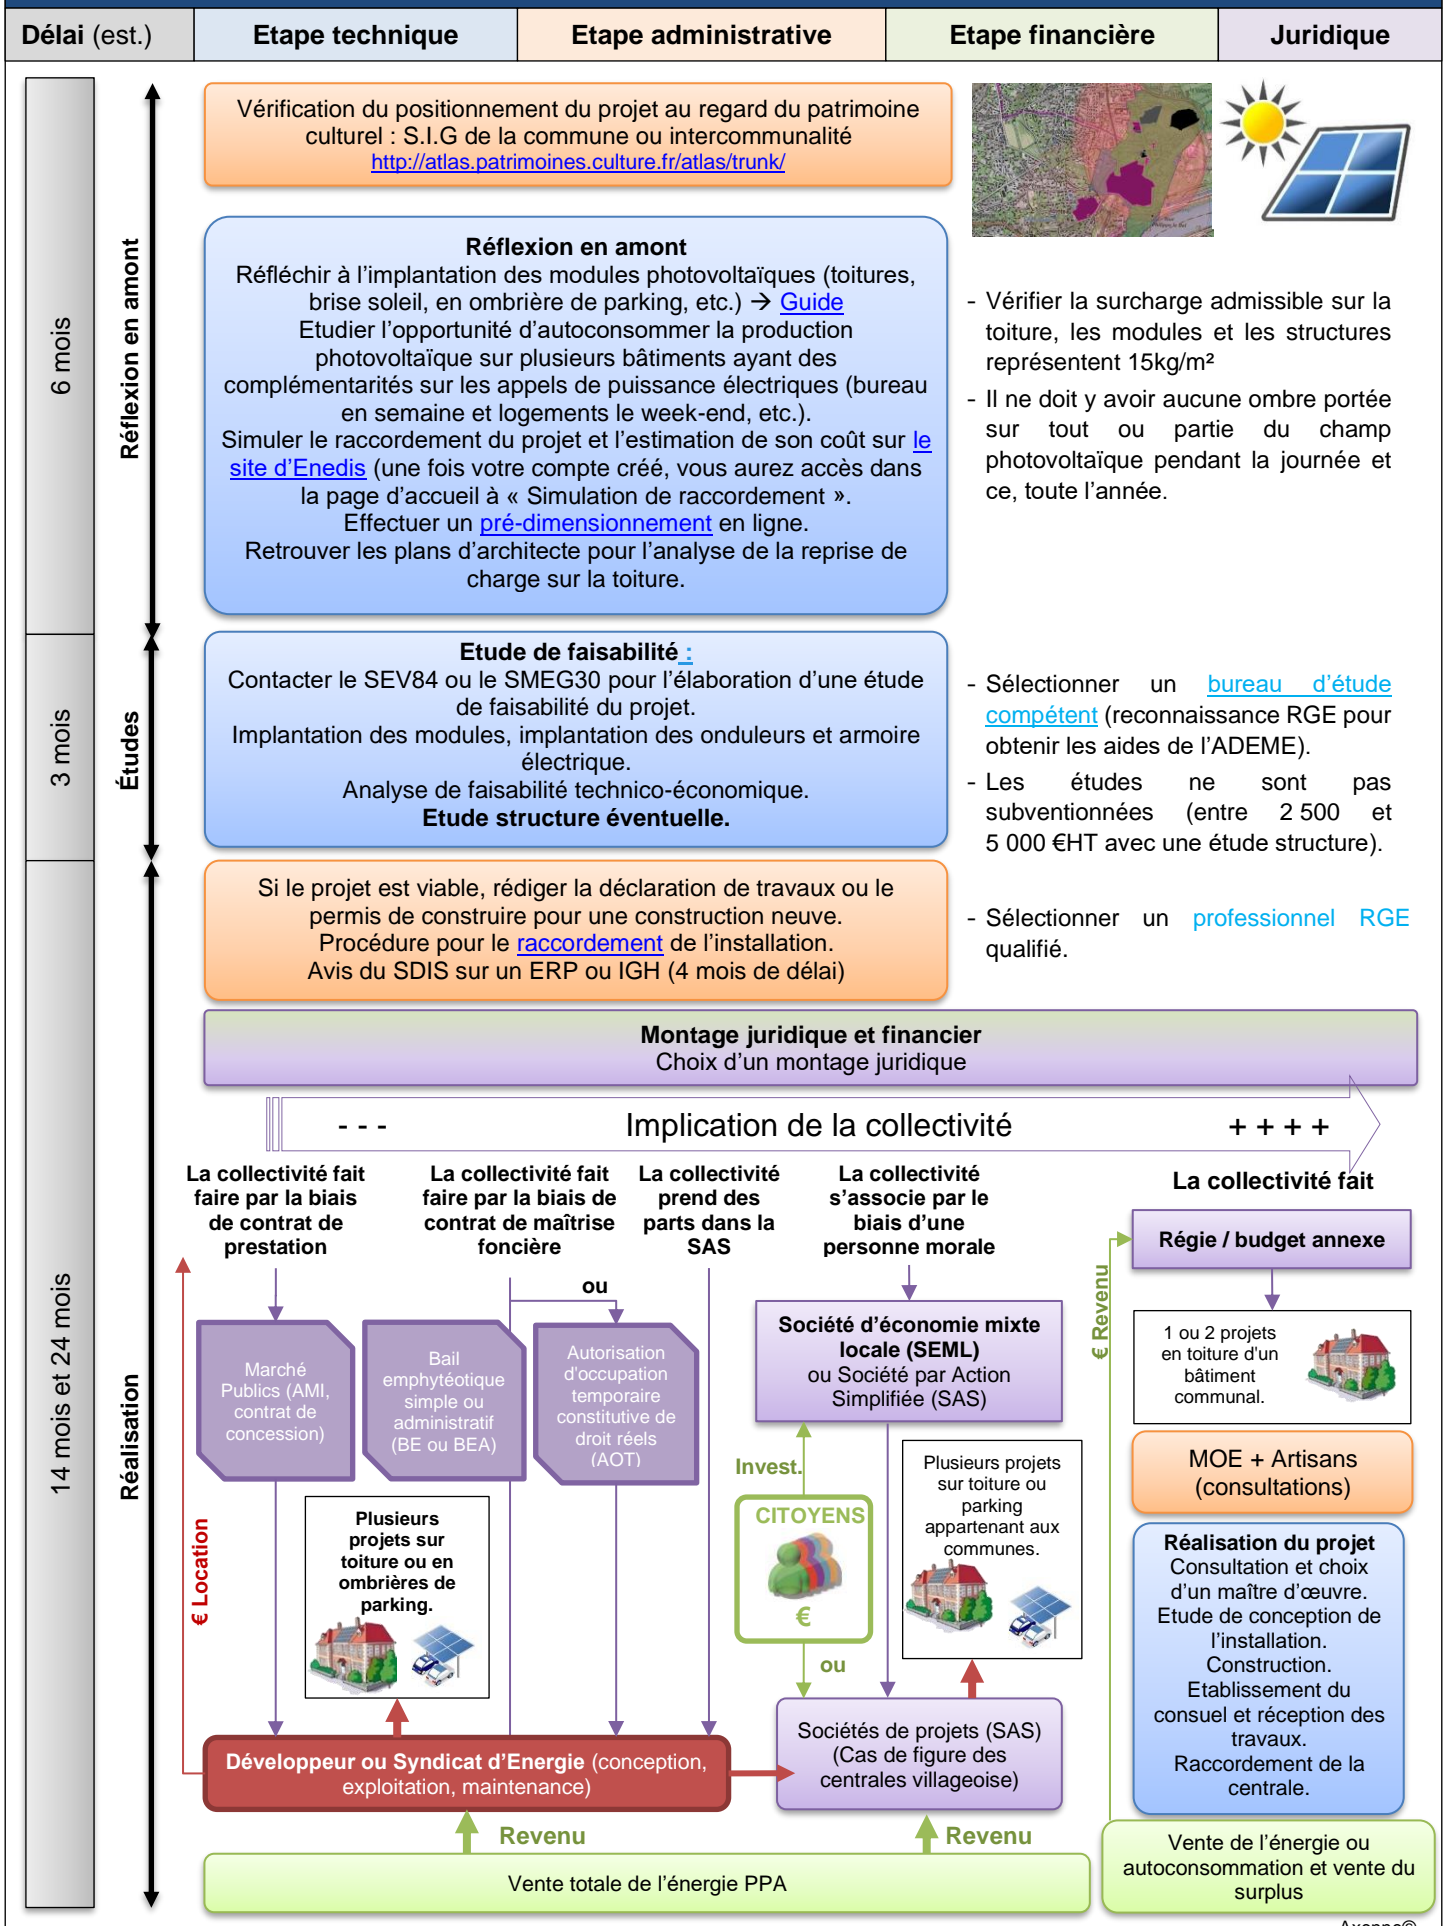 Délai (est.)
Etape technique
Etape administrative
Etape financière
Juridique
6 mois
Réflexion en amont
Vérification du positionnement du projet au regard du patrimoine
culturel : S.I.G de la commune ou intercommunalité
http://atlas.patrimoines.culture.fr/atlas/trunk/
Réflexion en amont
Réfléchir à l’implantation des modules photovoltaïques (toitures,
brise soleil, en ombrière de parking, etc.) → Guide
Etudier l’opportunité d’autoconsommer la production
photovoltaïque sur plusieurs bâtiments ayant des
complémentarités sur les appels de puissance électriques (bureau
en semaine et logements le week-end, etc.).
Simuler le raccordement du projet et l’estimation de son coût sur le
site d’Enedis (une fois votre compte créé, vous aurez accès dans
la page d’accueil à « Simulation de raccordement ».
Effectuer un pré-dimensionnement en ligne.
Retrouver les plans d’architecte pour l’analyse de la reprise de
charge sur la toiture.
- Vérifier la surcharge admissible sur la
toiture, les modules et les structures
représentent 15kg/m²
- Il ne doit y avoir aucune ombre portée
sur tout ou partie du champ
photovoltaïque pendant la journée et
ce, toute l’année.
3 mois
Études
Etude de faisabilité :
Contacter le SEV84 ou le SMEG30 pour l’élaboration d’une étude
de faisabilité du projet.
Implantation des modules, implantation des onduleurs et armoire
électrique.
Analyse de faisabilité technico-économique.
Etude structure éventuelle.
- Sélectionner un bureau d’étude
compétent (reconnaissance RGE pour
obtenir les aides de l’ADEME).
- Les études ne sont pas
subventionnées (entre 2 500 et
5 000 €HT avec une étude structure).
14 mois et 24 mois
Réalisation
Si le projet est viable, rédiger la déclaration de travaux ou le
permis de construire pour une construction neuve.
Procédure pour le raccordement de l’installation.
Avis du SDIS sur un ERP ou IGH (4 mois de délai)
- Sélectionner un professionnel RGE
qualifié.
Montage juridique et financier
Choix d’un montage juridique
- - - Implication de la collectivité + + + +
La collectivité fait
faire par la biais
de contrat de
prestation
La collectivité fait
faire par la biais de
contrat de maîtrise
foncière
La collectivité
prend des
parts dans la
SAS
La collectivité
s’associe par le
biais d’une
personne morale
La collectivité fait
ou
Marché
Publics (AMI,
contrat de
concession)
Bail
emphytéotique
simple ou
administratif
(BE ou BEA)
Autorisation
d'occupation
temporaire
constitutive de
droit réels
(AOT)
Société d’économie mixte
locale (SEML)
ou Société par Action
Simplifiée (SAS)
€ Revenu
Régie / budget annexe
1 ou 2 projets
en toiture d'un
bâtiment
communal.
MOE + Artisans
(consultations)
Réalisation du projet
Consultation et choix
d’un maître d’œuvre.
Etude de conception de
l’installation.
Construction.
Etablissement du
consuel et réception des
travaux.
Raccordement de la
centrale.
€ Location
Plusieurs
projets sur
toiture ou en
ombrières de
parking.
Invest.
CITOYENS
€
ou
Plusieurs projets
sur toiture ou
parking
appartenant aux
communes.
Développeur ou Syndicat d’Energie (conception,
exploitation, maintenance)
Sociétés de projets (SAS)
(Cas de figure des
centrales villageoise)
Revenu
Revenu
Vente totale de l’énergie PPA
Vente de l’énergie ou
autoconsommation et vente du
surplus